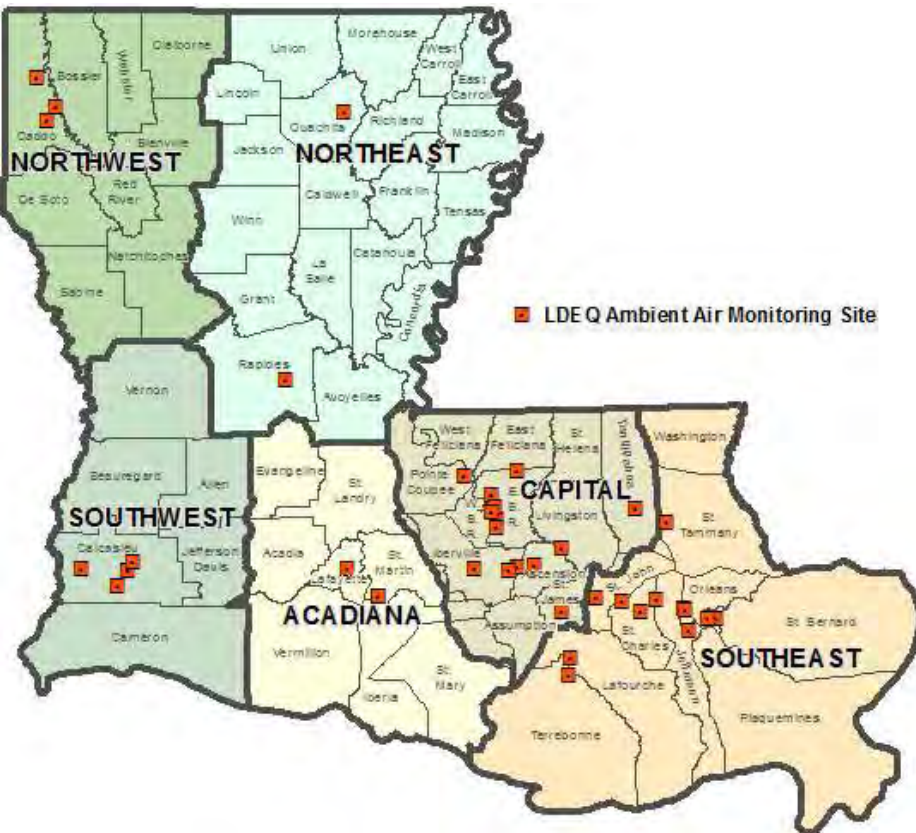 Claiborne
Union
Morehouse
West
Carroll
East
Carroll
Webster
Bossier
Lincoln
Ouachita
Richland
Madison
Caddo
Bienville
Jackson
NORTHWEST
NORTHEAST
Red
River
De Soto
Caldwell
Franklin
Tensas
Winn
Natchitoches
La
Salle
Catahoula
Sabine
Grant
Concordia
LDEQ Ambient Air Monitoring Site
Rapides
Vernon
Avoyelles
West
Feliciana
East
Feliciana
St.
Helena
Tangipahoa
Washington
Evangeline
Pointe
Coupee
Beauregard
Allen
St.
Landry
CAPITAL
W.
B.
R.
E.
B.
R.
Livingston
SOUTHWEST
St.
Tammany
Calcasieu
Jefferson
Davis
Acadia
Lafayette
St.
Martin
Iberville
Ascension
St.
James
St. John
Orleans
ACADIANA
Assumption
St.
Charles
St. Bernard
Cameron
Vermilion
SOUTHEAST
St.
Mary
Iberia
Lafourche
Jefferson
Plaquemines
Terrebonne